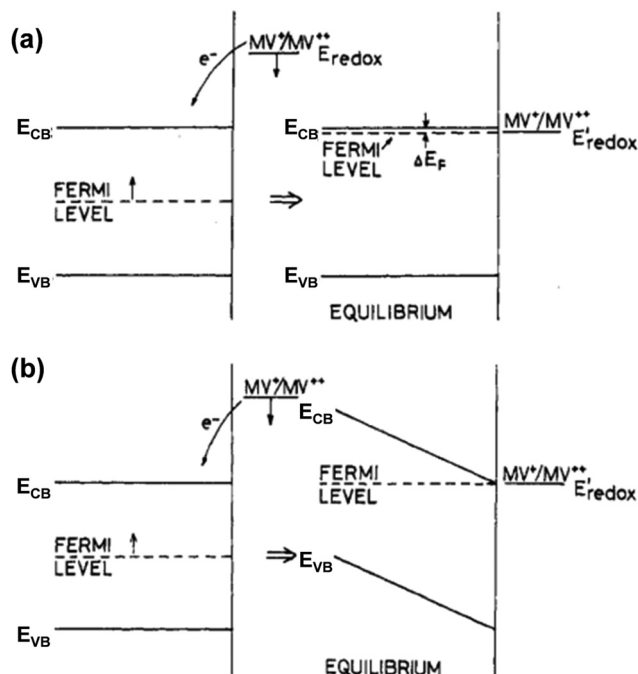 (a)
MV⁺/MV⁺⁺
E_redox
e⁻
E_CB
FERMI
LEVEL
E_VB
⇒
E_CB
FERMI
LEVEL
ΔE_F
MV⁺/MV⁺⁺
E'_redox
E_VB
EQUILIBRIUM
(b)
MV⁺/MV⁺⁺
e⁻
E_CB
FERMI
LEVEL
E_VB
⇒
E_CB
FERMI
LEVEL
MV⁺/MV⁺⁺
E'_redox
E_VB
EQUILIBRIUM